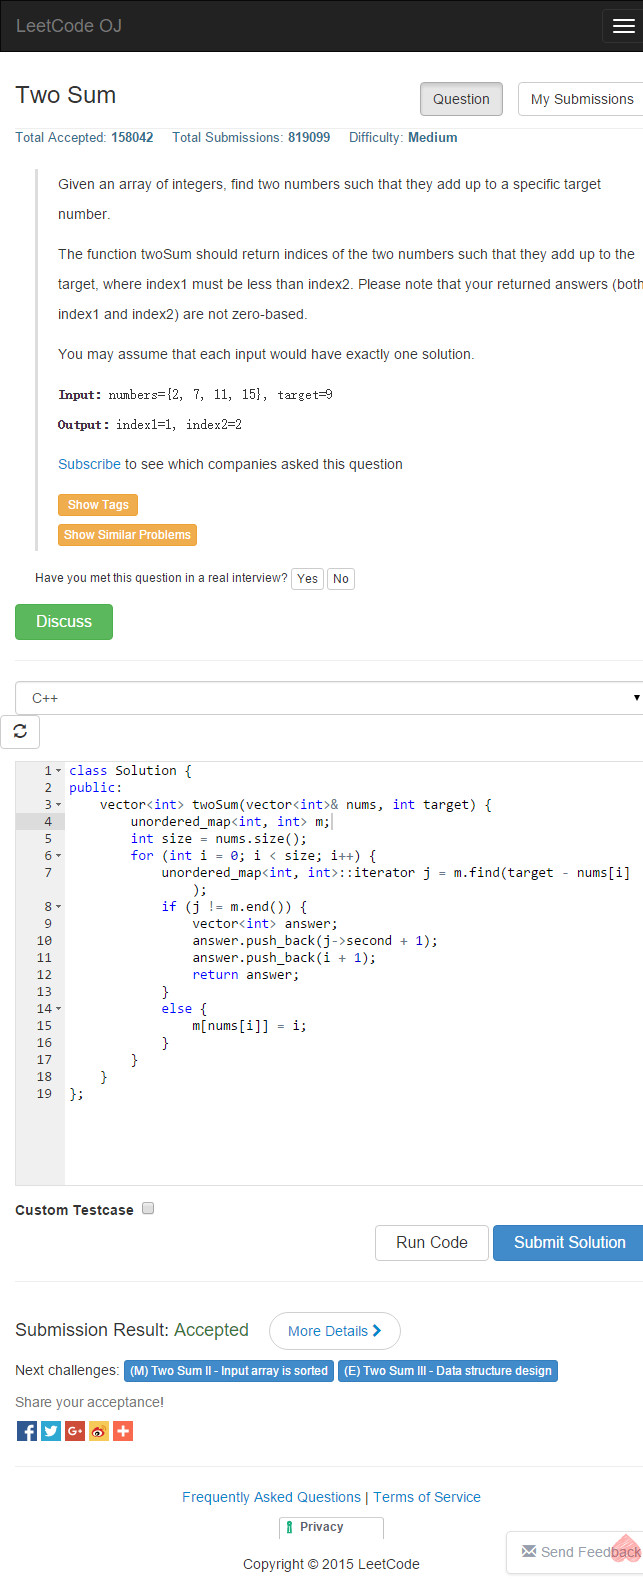 LeetCode OJ
Two Sum
Question
My Submissions
Total Accepted: 158042 Total Submissions: 819099 Difficulty: Medium
Given an array of integers, find two numbers such that they add up to a specific target
number.
The function twoSum should return indices of the two numbers such that they add up to the
target, where index1 must be less than index2. Please note that your returned answers (both
index1 and index2) are not zero-based.
You may assume that each input would have exactly one solution.
Input: numbers={2, 7, 11, 15}, target=9
Output: index1=1, index2=2
Subscribe to see which companies asked this question
Show Tags
Show Similar Problems
Have you met this question in a real interview? Yes No
Discuss
C++
1 class Solution {
2 public:
3     vector<int> twoSum(vector<int>& nums, int target) {
4         unordered_map<int, int> m;
5         int size = nums.size();
6         for (int i = 0; i < size; i++) {
7             unordered_map<int, int>::iterator j = m.find(target - nums[i]
                );
8             if (j != m.end()) {
9                 vector<int> answer;
10                 answer.push_back(j->second + 1);
11                 answer.push_back(i + 1);
12                 return answer;
13             }
14             else {
15                 m[nums[i]] = i;
16             }
17         }
18     }
19 };
Custom Testcase
Run Code
Submit Solution
Submission Result: Accepted
More Details
Next challenges: (M) Two Sum II - Input array is sorted (E) Two Sum III - Data structure design
Share your acceptance!
Frequently Asked Questions | Terms of Service
Privacy
Send Feedback
Copyright © 2015 LeetCode